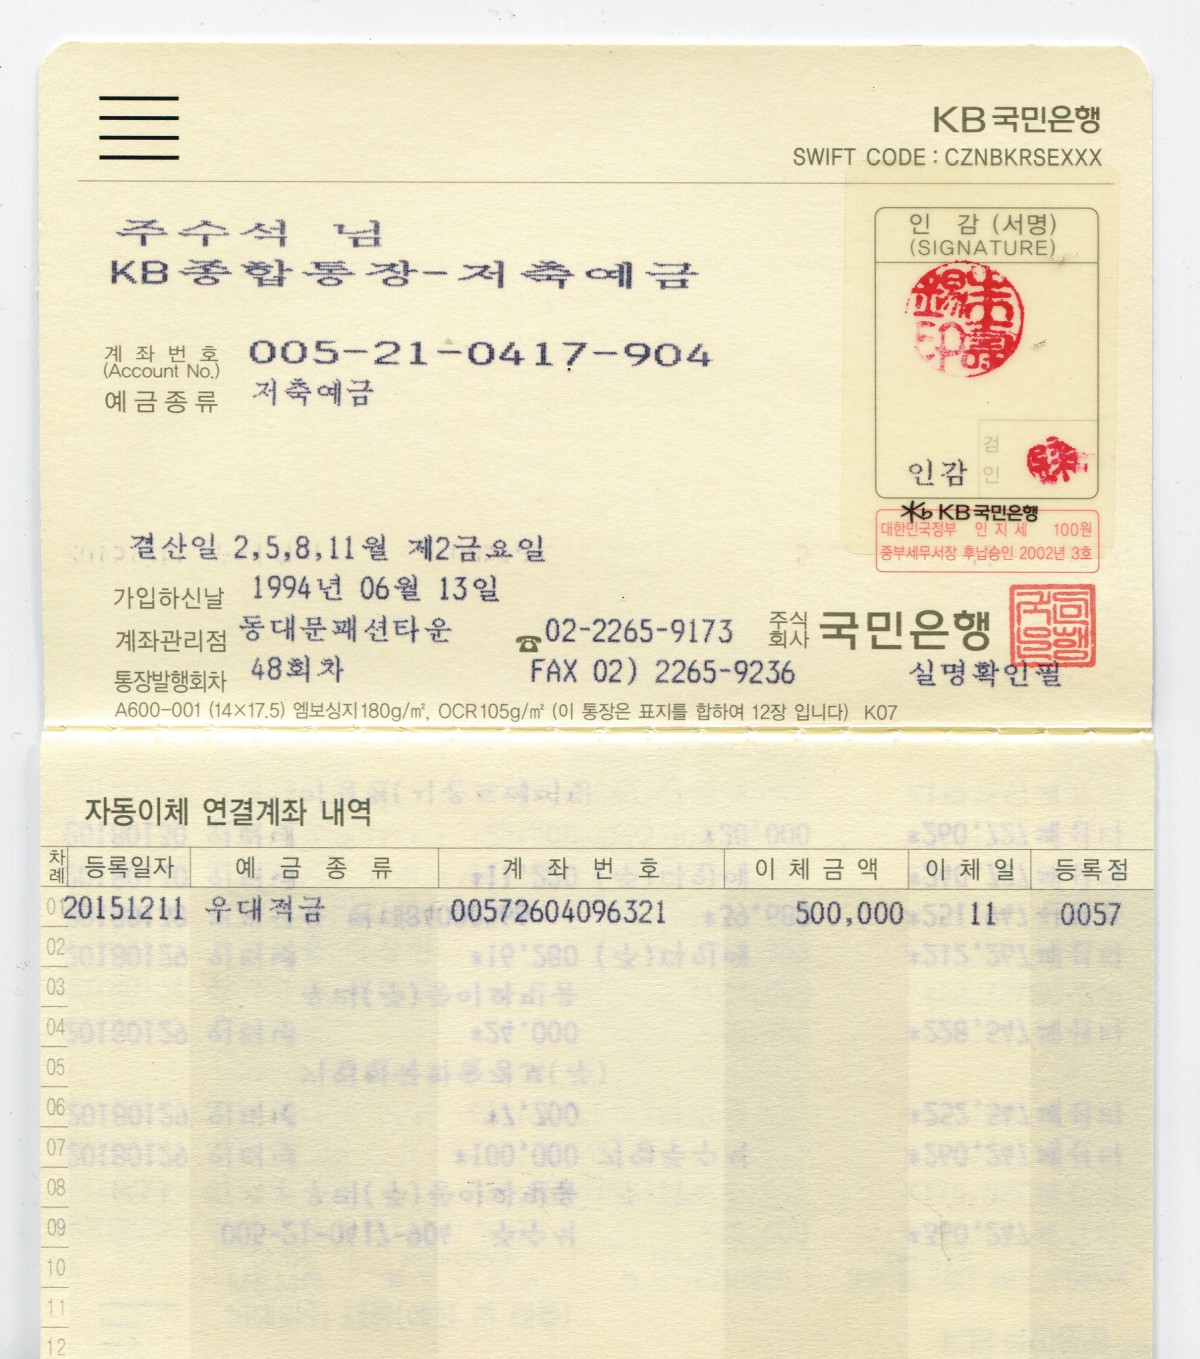 KB국민은행
SWIFT CODE : CZNBKRSEXXX
주수석 님
KB종합통장-저축예금
인 감 (서명)
(SIGNATURE)
계 좌 번 호 005-21-0417-904
(Account No.)
예금종류 저축예금
검
인
인감
KB 국민은행
대한민국정부 인 지 세 100원
중부세무서장 후납승인 2002년 3호
결산일 2,5,8,11월 제2금요일
가입하신날 1994년 06월 13일
계좌관리점 동대문패션타운 ☎02-2265-9173 주식회사 국민은행
통장발행회차 48회차 FAX 02) 2265-9236 실명확인필
A600-001 (14×17.5) 엠보싱지180g/㎡, OCR105g/㎡ (이 통장은 표지를 합하여 12장 입니다) K07
자동이체 연결계좌 내역
차례 등록일자 예 금 종 류 계 좌 번 호 이 체 금 액 이 체 일 등록점
01 20151211 우대적금 00572604096321 500,000 11 0057
02
03
04
05
06
07
08
09
10
11
12